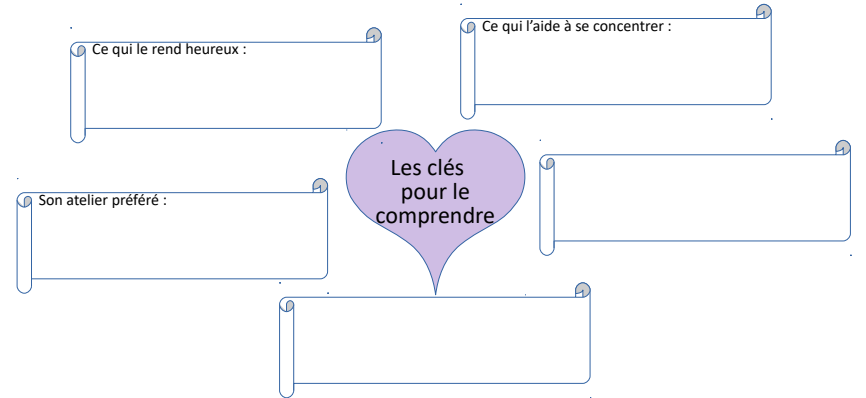 Ce qui le rend heureux :
Ce qui l’aide à se concentrer :
Les clés
pour le
comprendre
Son atelier préféré :